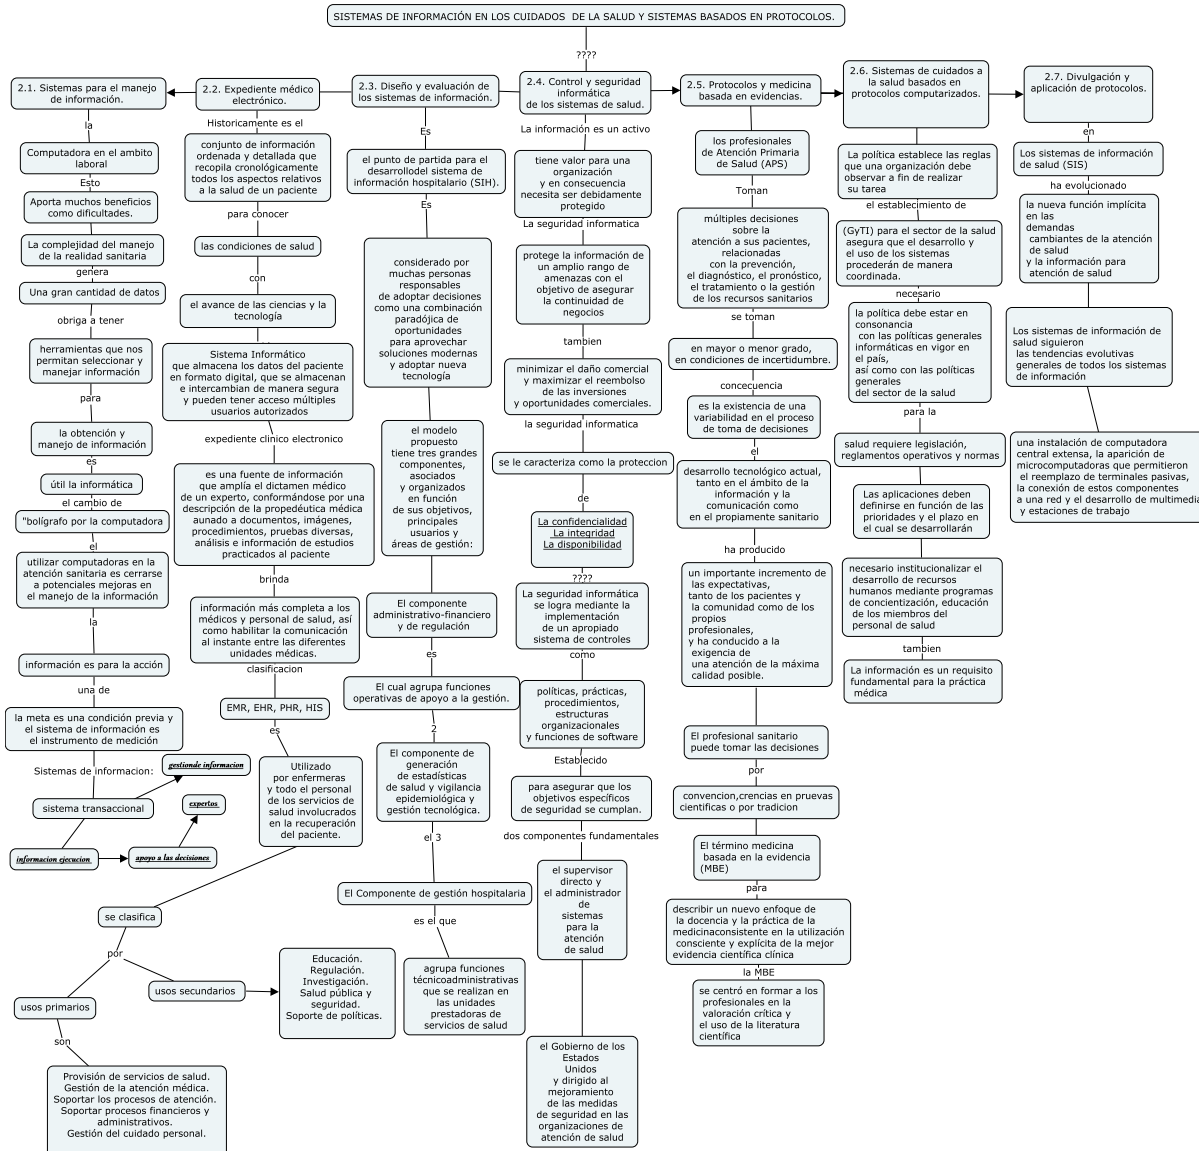 SISTEMAS DE INFORMACIÓN EN LOS CUIDADOS DE LA SALUD Y SISTEMAS BASADOS EN PROTOCOLOS.
????
2.1. Sistemas para el manejo
de información.
la
Computadora en el ambito
laboral
Esto
Aporta muchos beneficios
como dificultades.
La complejidad del manejo
de la realidad sanitaria
genera
Una gran cantidad de datos
obriga a tener
herramientas que nos
permitan seleccionar y
manejar información
para
la obtención y
manejo de información
es
útil la informática
el cambio de
"bolígrafo por la computadora
el
utilizar computadoras en la
atención sanitaria es cerrarse
a potenciales mejoras en
el manejo de la información
la
información es para la acción
una de
la meta es una condición previa y
el sistema de información es
el instrumento de medición
Sistemas de informacion:
gestionde informacion
sistema transaccional
expertos
informacion ejecucion
apoyo a las decisiones
2.2. Expediente médico
electrónico.
Historicamente es el
conjunto de información
ordenada y detallada que
recopila cronológicamente
todos los aspectos relativos
a la salud de un paciente
para conocer
las condiciones de salud
con
el avance de las ciencias y la
tecnología
Sistema Informático
que almacena los datos del paciente
en formato digital, que se almacenan
e intercambian de manera segura
y pueden tener acceso múltiples
usuarios autorizados
expediente clinico electronico
es una fuente de información
que amplía el dictamen médico
de un experto, conformándose por una
descripción de la propedéutica médica
aunado a documentos, imágenes,
procedimientos, pruebas diversas,
análisis e información de estudios
practicados al paciente
brinda
información más completa a los
médicos y personal de salud, así
como habilitar la comunicación
al instante entre las diferentes
unidades médicas.
clasificacion
EMR, EHR, PHR, HIS
es
Utilizado
por enfermeras
y todo el personal
de los servicios de
salud involucrados
en la recuperación
del paciente.
se clasifica
por
usos primarios
usos secundarios
Educación.
Regulación.
Investigación.
Salud pública y
seguridad.
Soporte de políticas.
son
Provisión de servicios de salud.
Gestión de la atención médica.
Soportar los procesos de atención.
Soportar procesos financieros y
administrativos.
Gestión del cuidado personal.
2.3. Diseño y evaluación de
los sistemas de información.
Es
el punto de partida para el
desarrollodel sistema de
información hospitalario (SIH).
Es
considerado por
muchas personas
responsables
de adoptar decisiones
como una combinación
paradójica de
oportunidades
para aprovechar
soluciones modernas
y adoptar nueva
tecnología
el modelo
propuesto
tiene tres grandes
componentes,
asociados
y organizados
en función
de sus objetivos,
principales
usuarios y
áreas de gestión:
El componente
administrativo-financiero
y de regulación
es
El cual agrupa funciones
operativas de apoyo a la gestión.
2
El componente de
generación
de estadísticas
de salud y vigilancia
epidemiológica y
gestión tecnológica.
el 3
El Componente de gestión hospitalaria
es el que
agrupa funciones
técnicoadministrativas
que se realizan en
las unidades
prestadoras de
servicios de salud
2.4. Control y seguridad
informática
de los sistemas de salud.
La información es un activo
tiene valor para una
organización
y en consecuencia
necesita ser debidamente
protegido
La seguridad informatica
protege la información de
un amplio rango de
amenazas con el
objetivo de asegurar
la continuidad de
negocios
tambien
minimizar el daño comercial
y maximizar el reembolso
de las inversiones
y oportunidades comerciales.
la seguridad informatica
se le caracteriza como la proteccion
de
La confidencialidad
La integridad
La disponibilidad
????
La seguridad informática
se logra mediante la
implementación
de un apropiado
sistema de controles
como
políticas, prácticas,
procedimientos,
estructuras
organizacionales
y funciones de software
Establecido
para asegurar que los
objetivos específicos
de seguridad se cumplan.
dos componentes fundamentales
el supervisor
directo y
el administrador
de
sistemas
para la
atención
de salud
el Gobierno de los
Estados
Unidos
y dirigido al
mejoramiento
de las medidas
de seguridad en las
organizaciones de
atención de salud
2.5. Protocolos y medicina
basada en evidencias.
los profesionales
de Atención Primaria
de Salud (APS)
Toman
múltiples decisiones
sobre la
atención a sus pacientes,
relacionadas
con la prevención,
el diagnóstico, el pronóstico,
el tratamiento o la gestión
de los recursos sanitarios
se toman
en mayor o menor grado,
en condiciones de incertidumbre.
concecuencia
es la existencia de una
variabilidad en el proceso
de toma de decisiones
el
desarrollo tecnológico actual,
tanto en el ámbito de la
información y la
comunicación como
en el propiamente sanitario
ha producido
un importante incremento de
las expectativas,
tanto de los pacientes y
la comunidad como de los
propios
profesionales,
y ha conducido a la
exigencia de
una atención de la máxima
calidad posible.
El profesional sanitario
puede tomar las decisiones
por
convencion,crencias en pruevas
cientificas o por tradicion
El término medicina
basada en la evidencia
(MBE)
para
describir un nuevo enfoque de
la docencia y la práctica de la
medicinaconsistente en la utilización
consciente y explícita de la mejor
evidencia científica clínica
la MBE
se centró en formar a los
profesionales en la
valoración crítica y
el uso de la literatura
científica
2.6. Sistemas de cuidados a
la salud basados en
protocolos computarizados.
La política establece las reglas
que una organización debe
observar a fin de realizar
su tarea
el establecimiento de
(GyTI) para el sector de la salud
asegura que el desarrollo y
el uso de los sistemas
procederán de manera
coordinada.
necesario
la política debe estar en
consonancia
con las políticas generales
informáticas en vigor en
el país,
así como con las políticas
generales
del sector de la salud
para la
salud requiere legislación,
reglamentos operativos y normas
Las aplicaciones deben
definirse en función de las
prioridades y el plazo en
el cual se desarrollarán
necesario institucionalizar el
desarrollo de recursos
humanos mediante programas
de concientización, educación
de los miembros del
personal de salud
tambien
La información es un requisito
fundamental para la práctica
médica
2.7. Divulgación y
aplicación de protocolos.
en
Los sistemas de información
de salud (SIS)
ha evolucionado
la nueva función implícita
en las
demandas
cambiantes de la atención
de salud
y la información para
atención de salud
Los sistemas de información de
salud siguieron
las tendencias evolutivas
generales de todos los sistemas
de información
una instalación de computadora
central extensa, la aparición de
microcomputadoras que permitieron
el reemplazo de terminales pasivas,
la conexión de estos componentes
a una red y el desarrollo de multimedia
y estaciones de trabajo